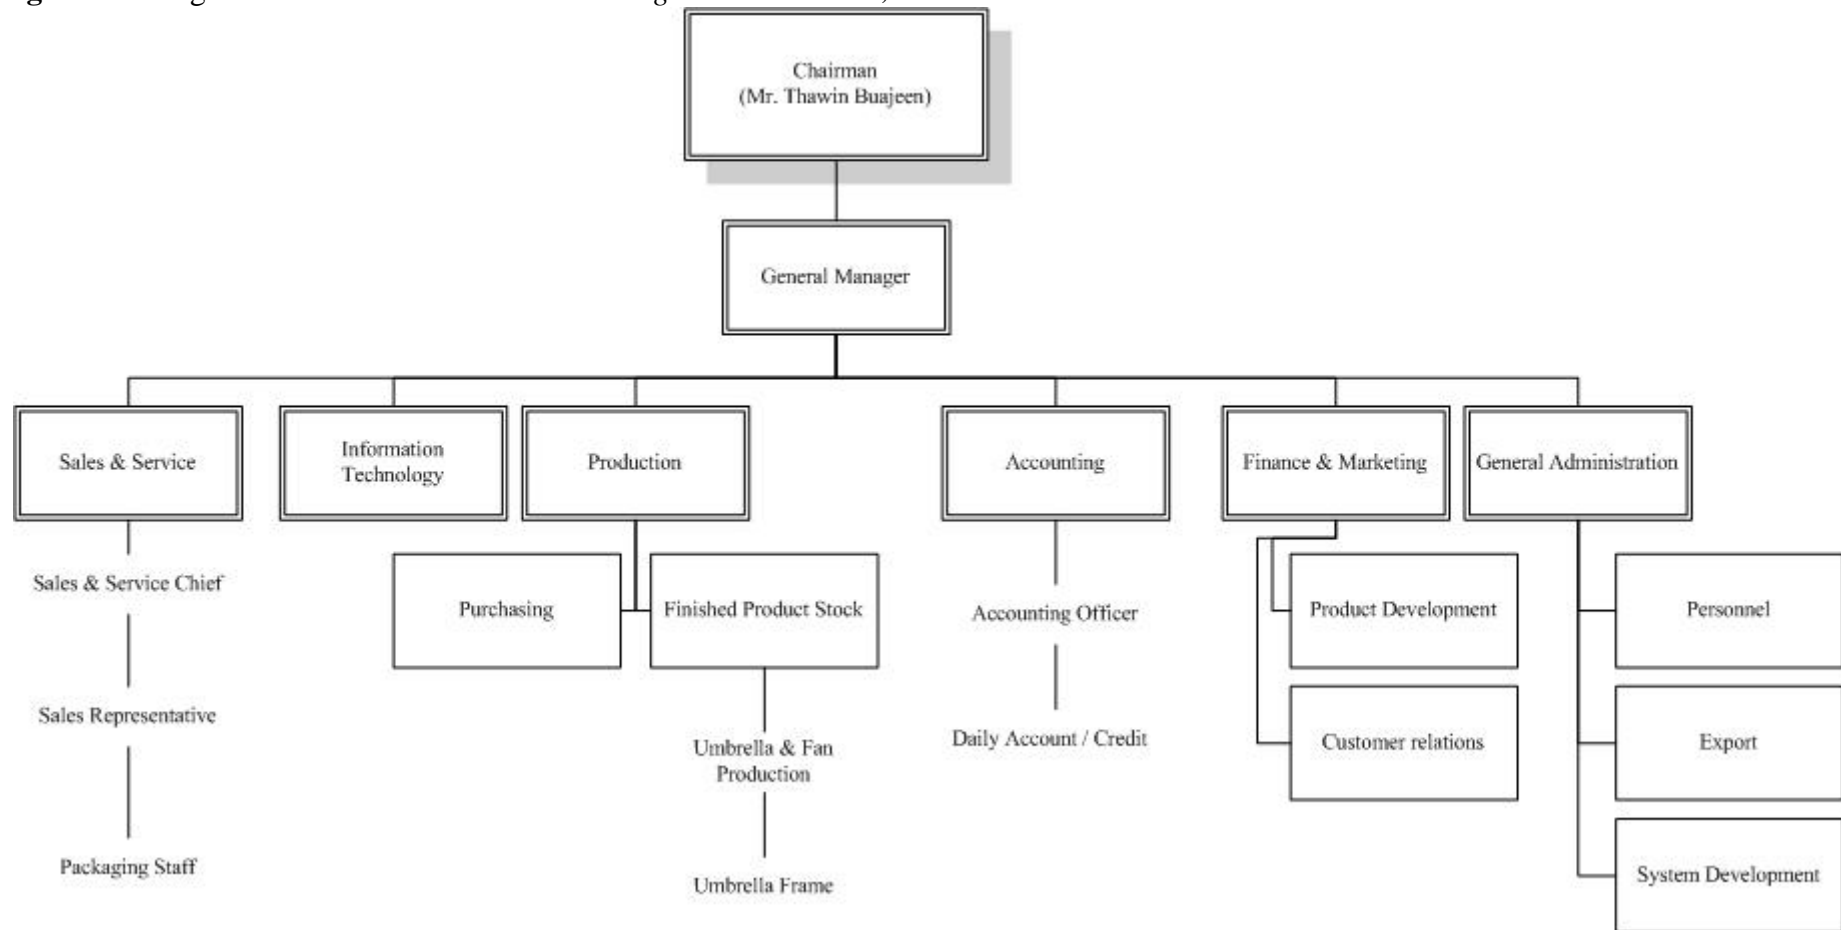 Chairman
(Mr. Thawin Buajeen)
General Manager
Sales & Service
Information
Technology
Production
Accounting
Finance & Marketing
General Administration
Sales & Service Chief
Purchasing
Finished Product Stock
Accounting Officer
Product Development
Personnel
Sales Representative
Umbrella & Fan
Production
Daily Account / Credit
Customer relations
Export
Packaging Staff
Umbrella Frame
System Development